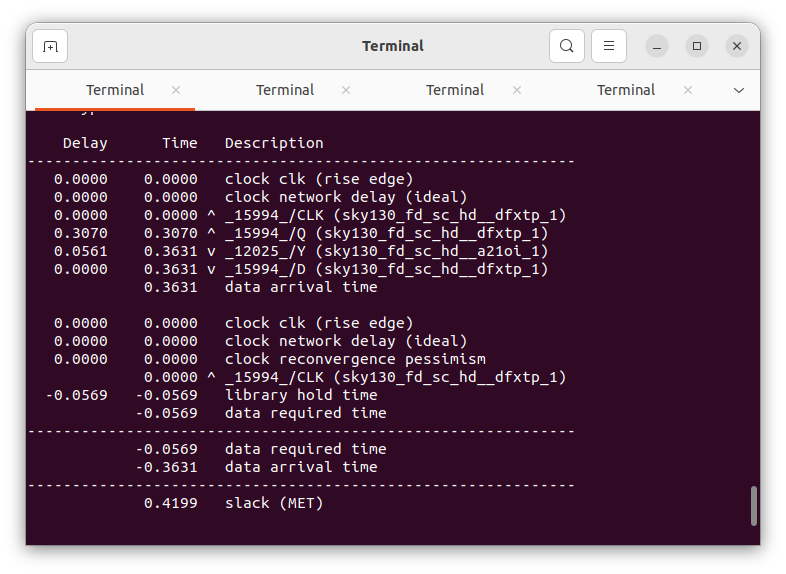 Terminal
Terminal
Terminal
Terminal
Terminal
Delay Time Description
---------------------------------------------------------------
0.0000 0.0000 clock clk (rise edge)
0.0000 0.0000 clock network delay (ideal)
0.0000 0.0000 ^ _15994_/CLK (sky130_fd_sc_hd__dfxtp_1)
0.3070 0.3070 ^ _15994_/Q (sky130_fd_sc_hd__dfxtp_1)
0.0561 0.3631 v _12025_/Y (sky130_fd_sc_hd__a21oi_1)
0.0000 0.3631 v _15994_/D (sky130_fd_sc_hd__dfxtp_1)
0.3631 data arrival time
0.0000 0.0000 clock clk (rise edge)
0.0000 0.0000 clock network delay (ideal)
0.0000 0.0000 clock reconvergence pessimism
0.0000 ^ _15994_/CLK (sky130_fd_sc_hd__dfxtp_1)
-0.0569 -0.0569 library hold time
-0.0569 data required time
---------------------------------------------------------------
-0.0569 data required time
-0.3631 data arrival time
---------------------------------------------------------------
0.4199 slack (MET)